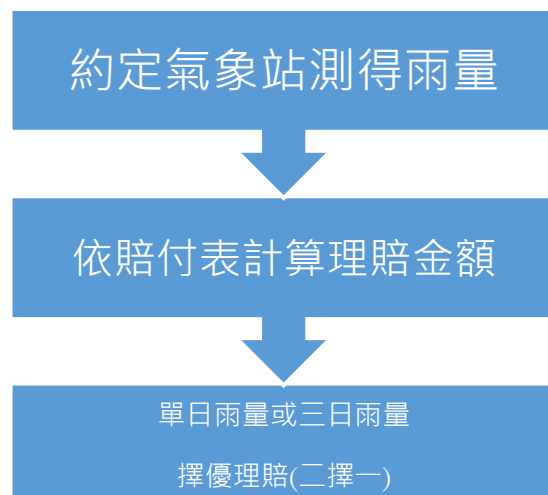 約定氣象站測得雨量
依賠付表計算理賠金額
單日雨量或三日雨量
擇優理賠(二擇一)